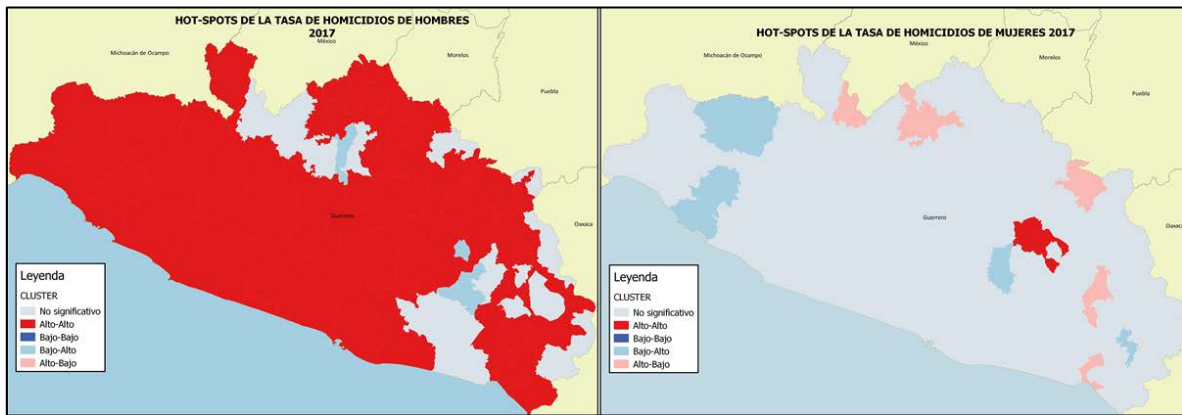 HOT-SPOTS DE LA TASA DE HOMICIDIOS DE HOMBRES
2017
México
Michoacán de Ocampo
Morelos
Puebla
Guerrero
Oaxaca
Leyenda
CLUSTER
No significativo
Alto-Alto
Bajo-Bajo
Bajo-Alto
Alto-Bajo
HOT-SPOTS DE LA TASA DE HOMICIDIOS DE MUJERES 2017
México
Michoacán de Ocampo
Morelos
Puebla
Guerrero
Oaxaca
Leyenda
CLUSTER
No significativo
Alto-Alto
Bajo-Bajo
Bajo-Alto
Alto-Bajo